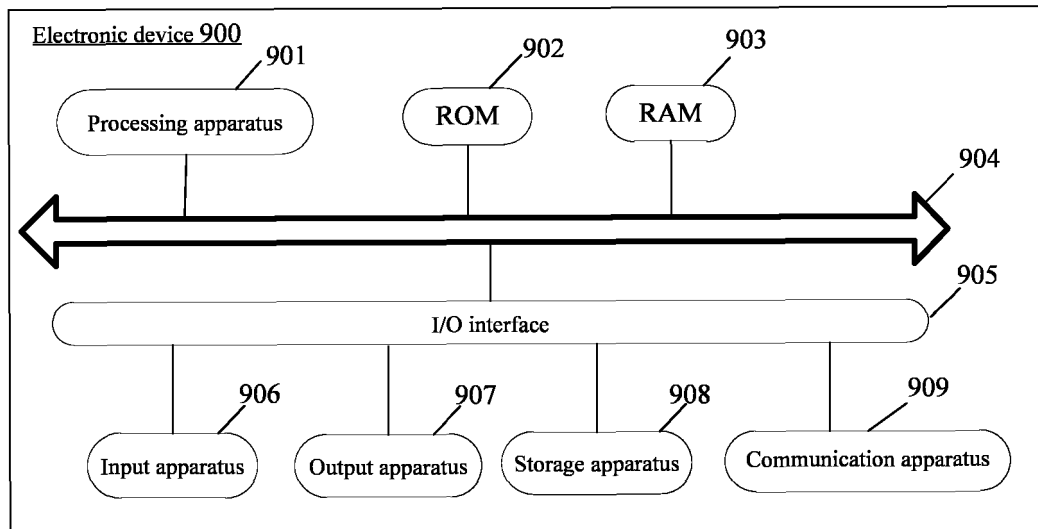 Electronic device 900
901
902
903
Processing apparatus
ROM
RAM
904
905
I/O interface
906
907
908
909
Input apparatus
Output apparatus
Storage apparatus
Communication apparatus